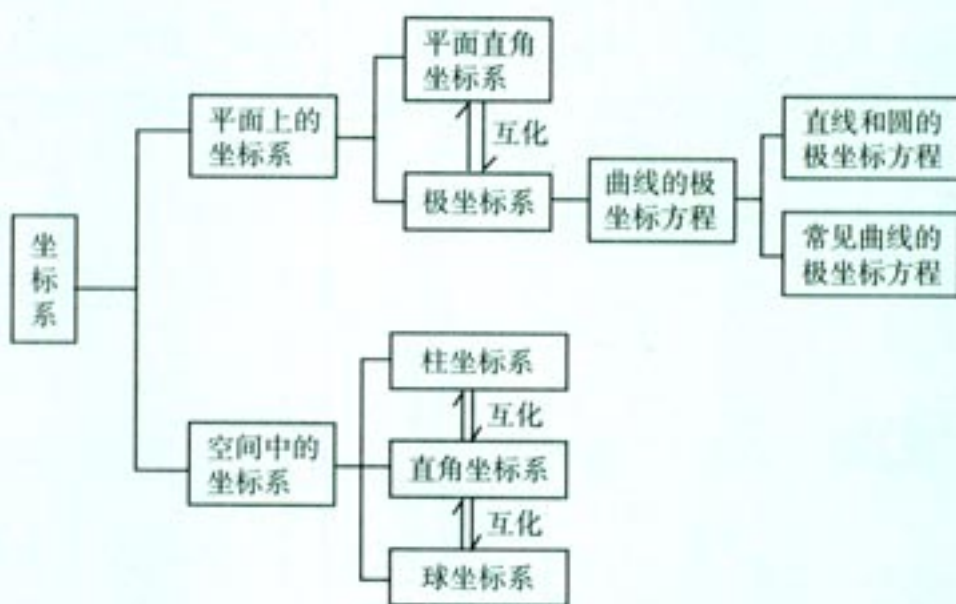 坐
标
系
平面上的
坐标系
平面直角
坐标系
互化
极坐标系
曲线的极
坐标方程
直线和圆的
极坐标方程
常见曲线的
极坐标方程
空间中的
坐标系
柱坐标系
互化
直角坐标系
互化
球坐标系